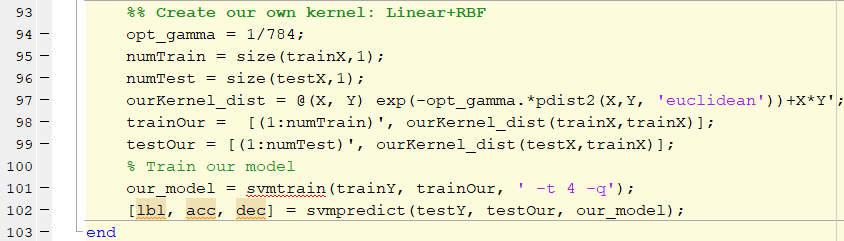 93 %% Create our own kernel: Linear+RBF
94 − opt_gamma = 1/784;
95 − numTrain = size(trainX,1);
96 − numTest = size(testX,1);
97 − ourKernel_dist = @(X, Y) exp(-opt_gamma.*pdist2(X,Y, 'euclidean'))+X*Y';
98 − trainOur =  [(1:numTrain)', ourKernel_dist(trainX,trainX)];
99 − testOur = [(1:numTest)', ourKernel_dist(testX,trainX)];
100 % Train our model
101 − our_model = svmtrain(trainY, trainOur, ' -t 4 -q');
102 − [lbl, acc, dec] = svmpredict(testY, testOur, our_model);
103 − end